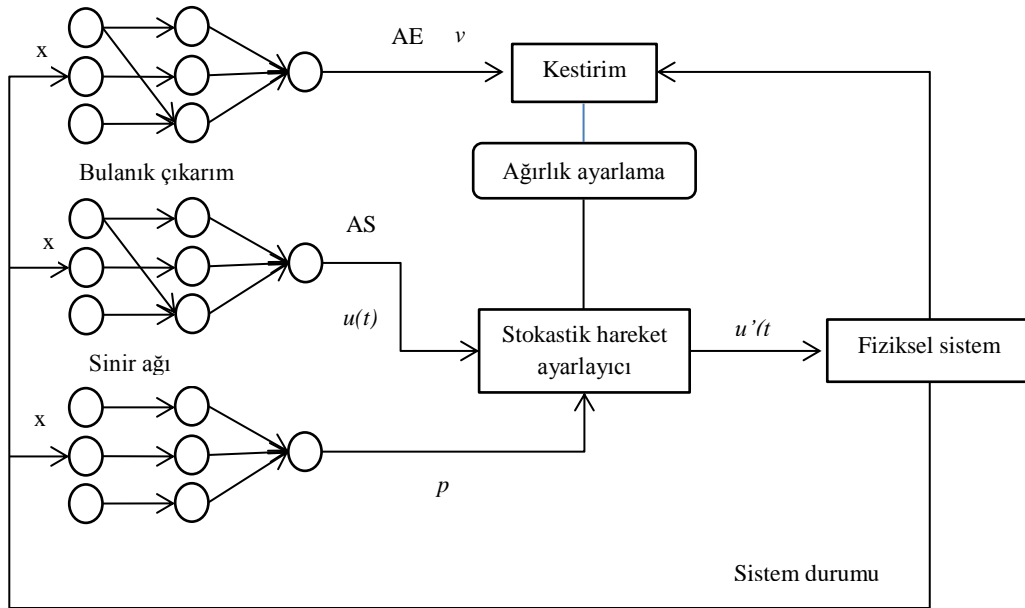 x
AE v
Kestirim
Bulanık çıkarım
Ağırlık ayarlama
x
AS
u(t)
Stokastik hareket
ayarlayıcı
u’(t
Fiziksel sistem
Sinir ağı
x
p
Sistem durumu